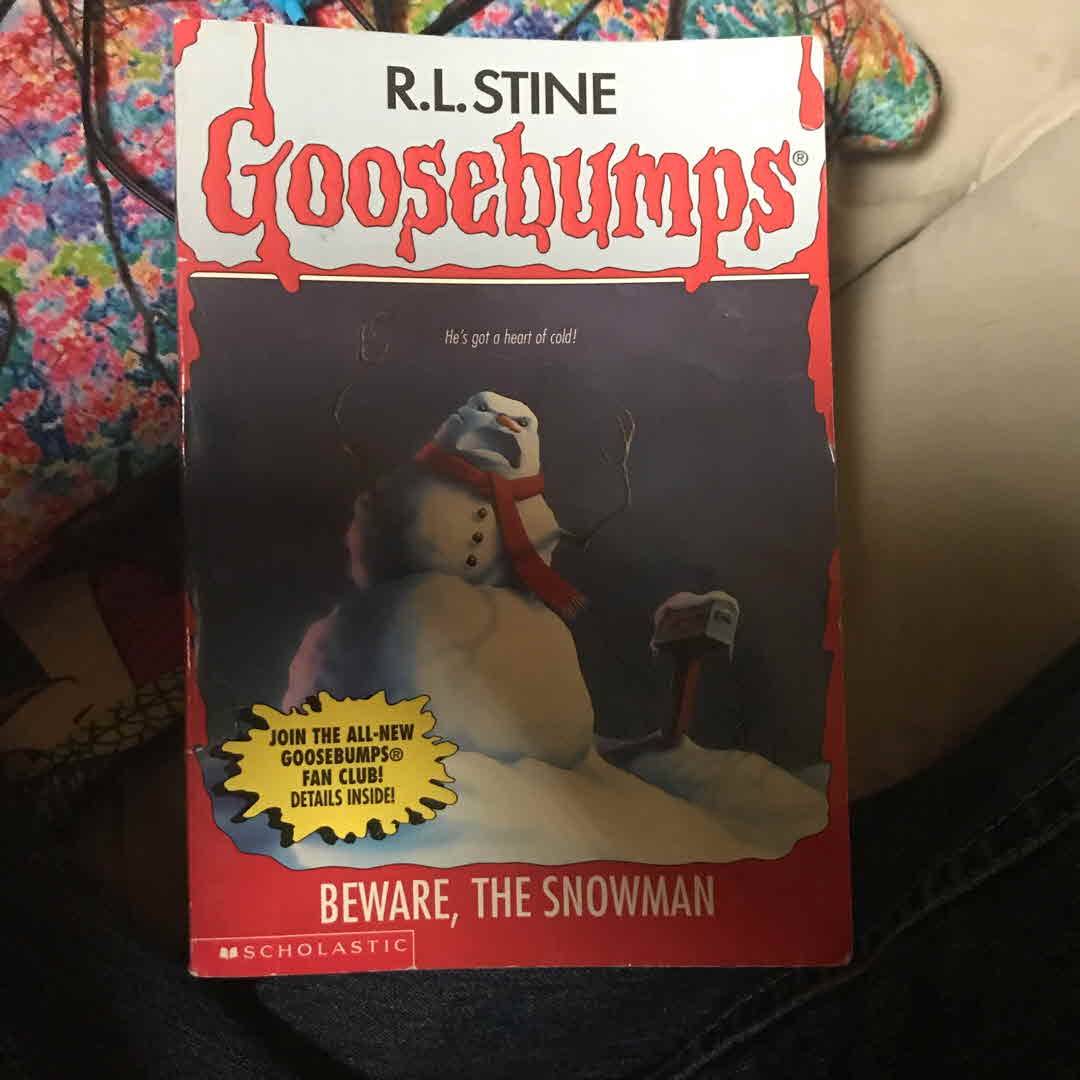 R.L. STINE
Goosebumps®
He's got a heart of cold!
JOIN THE ALL-NEW
GOOSEBUMPS®
FAN CLUB!
DETAILS INSIDE!
BEWARE, THE SNOWMAN
SCHOLASTIC